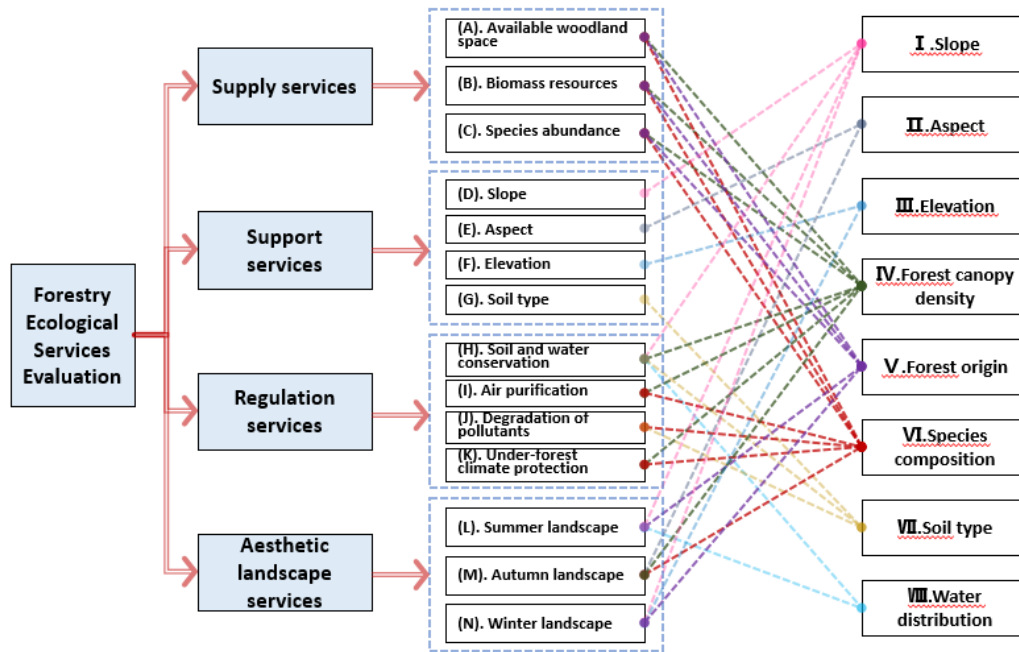 Forestry
Ecological
Services
Evaluation
Supply services
Support
services
Regulation
services
Aesthetic
landscape
services
(A). Available woodland
space
(B). Biomass resources
(C). Species abundance
(D). Slope
(E). Aspect
(F). Elevation
(G). Soil type
(H). Soil and water
conservation
(I). Air purification
(J). Degradation of
pollutants
(K). Under-forest
climate protection
(L). Summer landscape
(M). Autumn landscape
(N). Winter landscape
Ⅰ.Slope
Ⅱ.Aspect
Ⅲ.Elevation
Ⅳ.Forest canopy
density
Ⅴ.Forest origin
Ⅵ.Species
composition
Ⅶ.Soil type
Ⅷ.Water
distribution